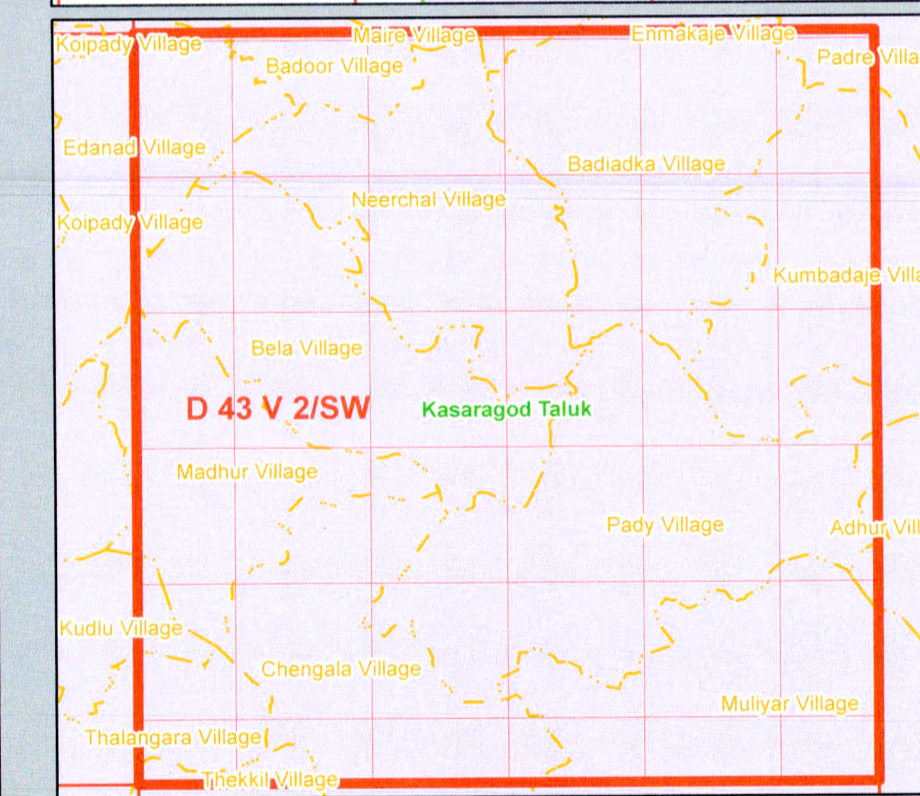 Koipady Village
Maire Village
Enmakaje Village
Padre Villa
Badoor Village
Edanad Village
Badiadka Village
Neerchal Village
Koipady Village
Kumbadaje Villa
Bela Village
D 43 V 2/SW
Kasaragod Taluk
Madhur Village
Pady Village
Adhur Vill
Kudlu Village
Chengala Village
Muliyar Village
Thalangara Village
Thekkil Village